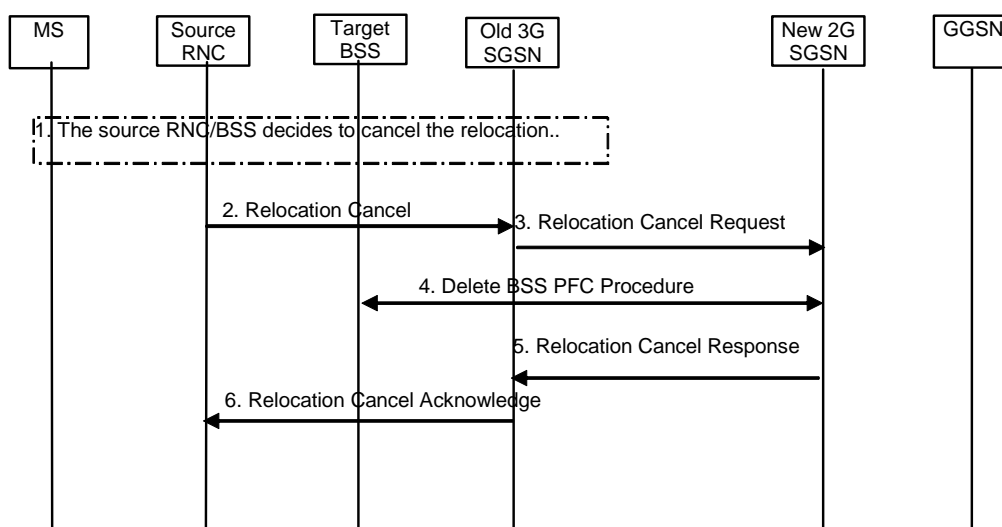 MS
Source
RNC
Target
BSS
Old 3G
SGSN
New 2G
SGSN
GGSN
1. The source RNC/BSS decides to cancel the relocation..
2. Relocation Cancel
3. Relocation Cancel Request
4. Delete BSS PFC Procedure
5. Relocation Cancel Response
6. Relocation Cancel Acknowledge